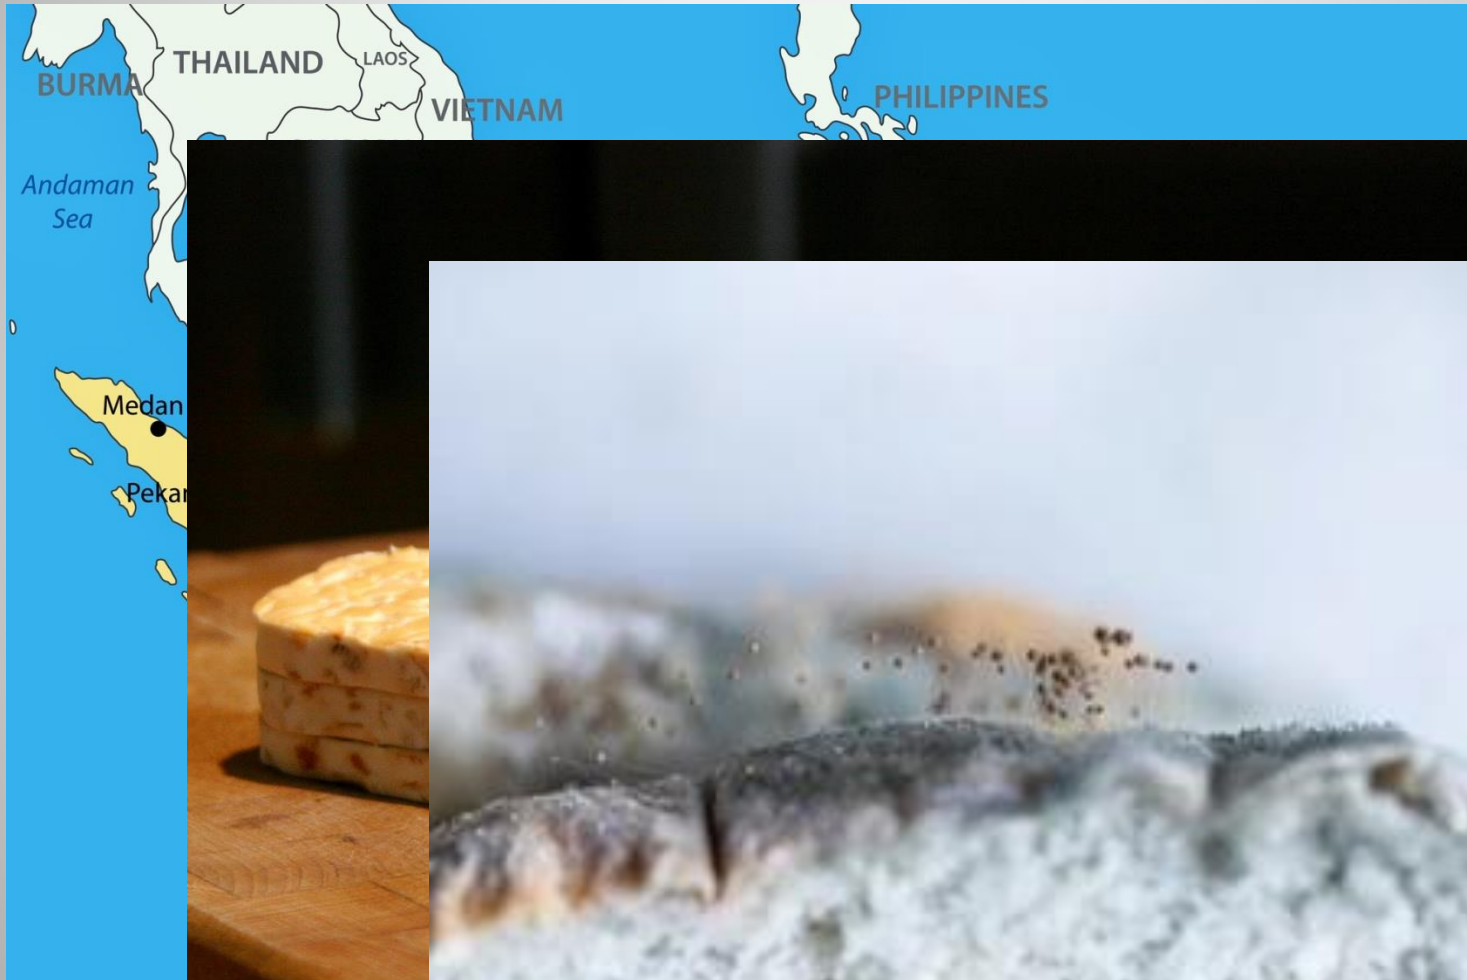 THAILAND
LAOS
BURMA
VIETNAM
PHILIPPINES
Andaman
Sea
Medan